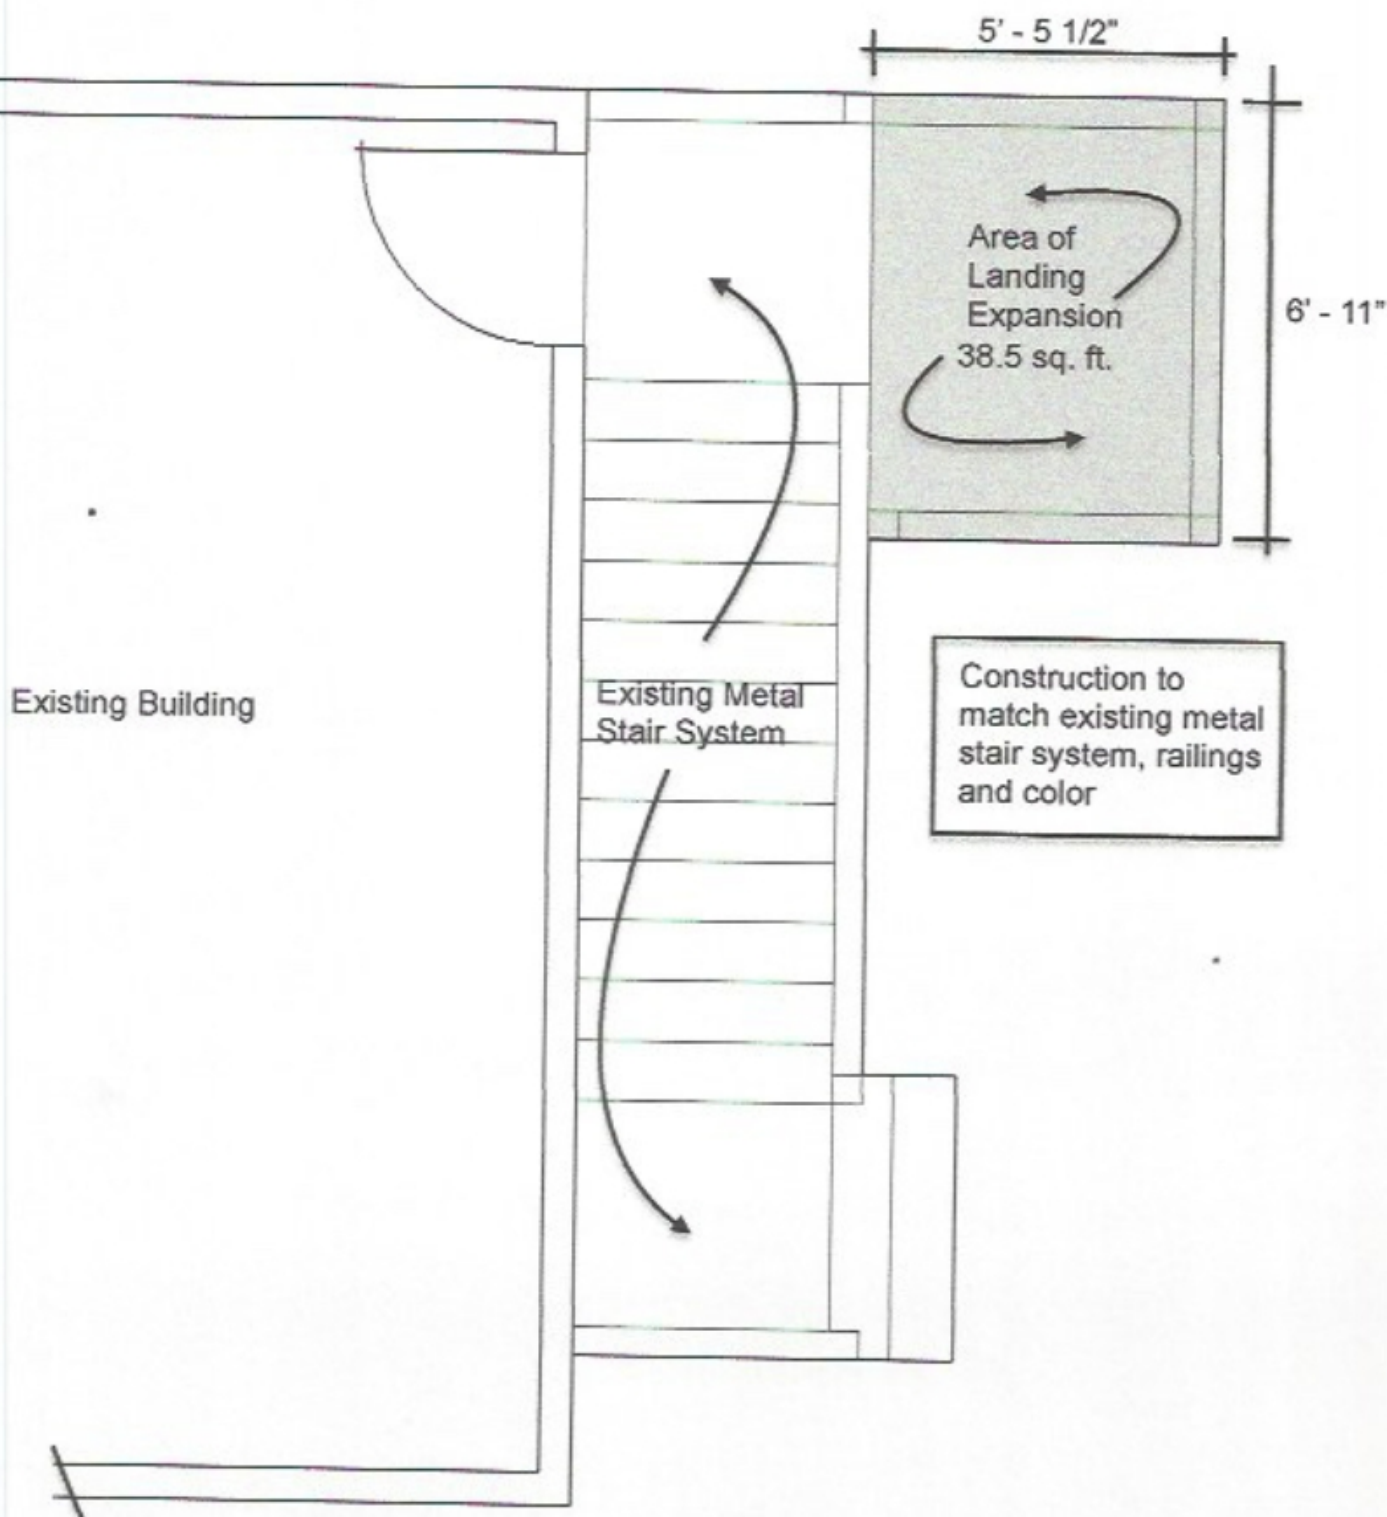 5' - 5 1/2"
Area of
Landing
Expansion
38.5 sq. ft.
6' - 11"
Existing Building
Existing Metal
Stair System
Construction to
match existing metal
stair system, railings
and color